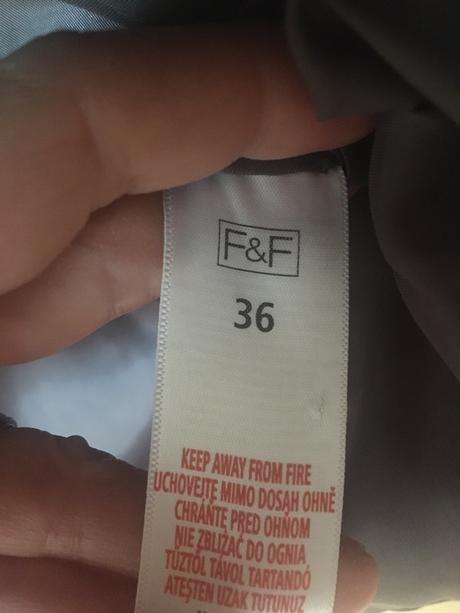 F&F
36
KEEP AWAY FROM FIRE
UCHOVEJTE MIMO DOSAH OHNĚ
CHRÁŇTE PRED OHŇOM
NIE ZBLIŻAĆ DO OGNIA
TŰZTŐL TÁVOL TARTANDÓ
ATEŞTEN UZAK TUTUNUZ